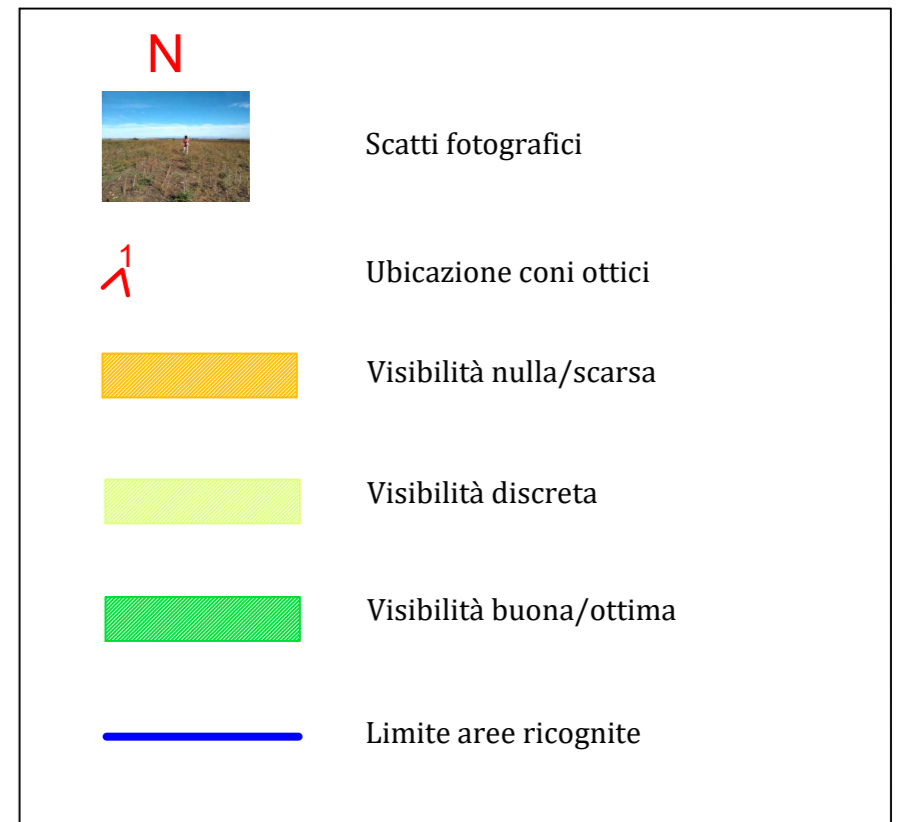 N
Scatti fotografici
1
Ubicazione coni ottici
Visibilità nulla/scarsa
Visibilità discreta
Visibilità buona/ottima
Limite aree ricognite